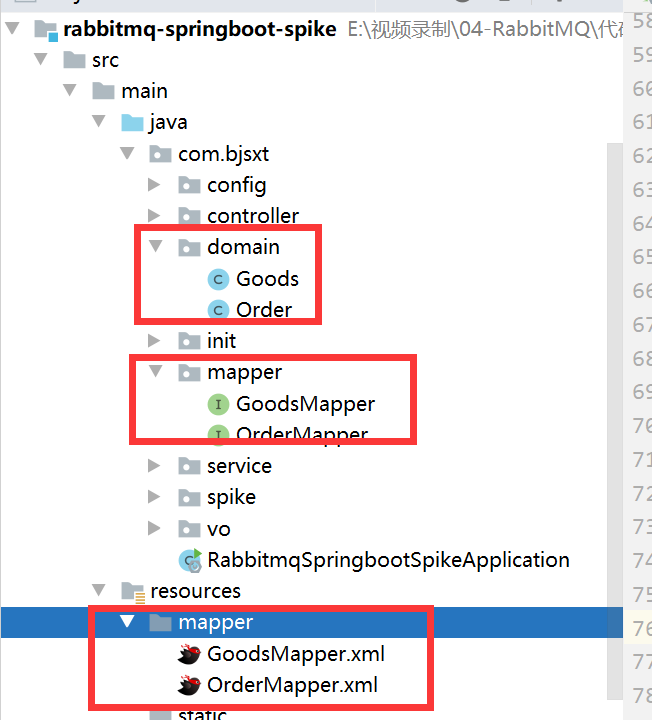 rabbitmq-springboot-spike E:\视频录制\04-RabbitMQ\代码
src
main
java
com.bjsxt
config
controller
domain
Goods
Order
init
mapper
GoodsMapper
OrderMapper
service
spike
vo
RabbitmqSpringbootSpikeApplication
resources
mapper
GoodsMapper.xml
OrderMapper.xml
static
58
59
60
61
62
63
64
65
66
67
68
69
70
71
72
73
74
75
76
77
78